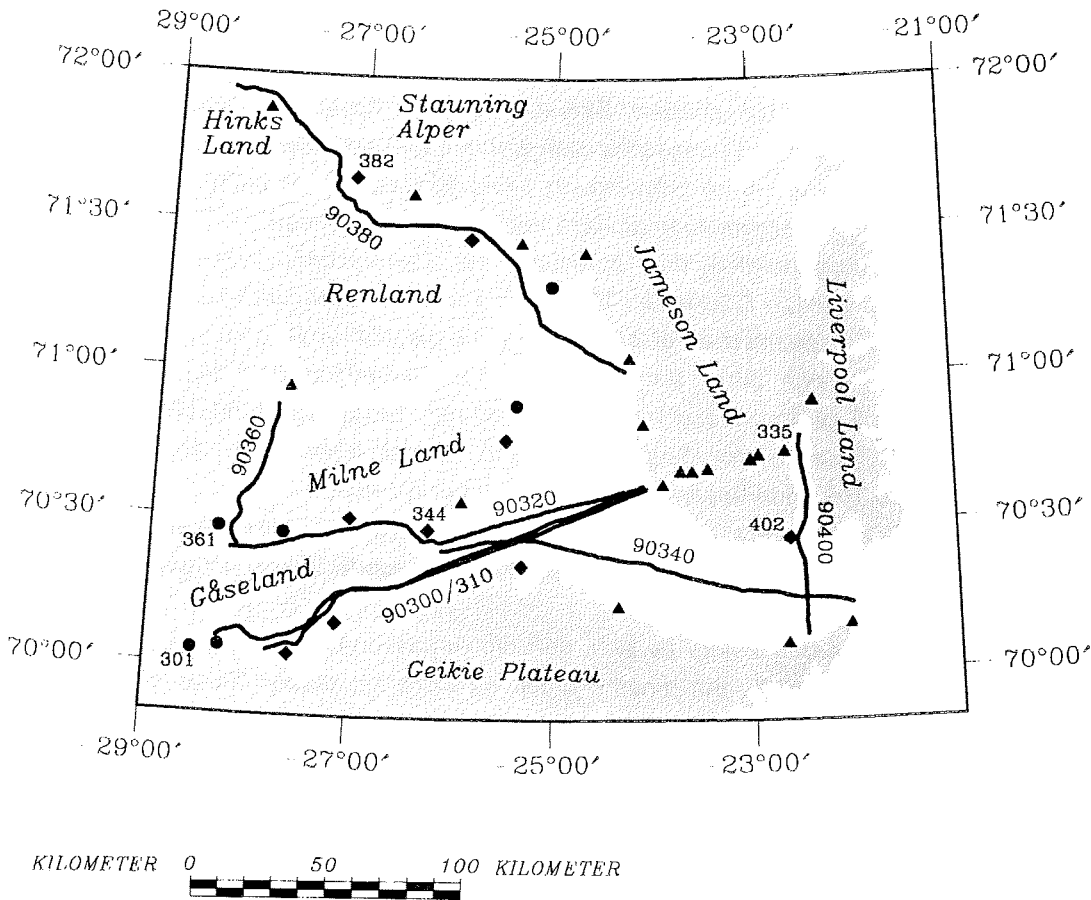 29°00′ -27°00′ -25°00′ -23°00′ -21°00′
72°00′ 72°00′
Hinks
Land
Stauning
Alper
382
71°30′ 71°30′
90380
Jameson Land
Liverpool Land
Renland
71°00′ 71°00′
90360
335
Milne Land
70°30′ 90320 70°30′
344
361
402
90400
90340
Gåseland
90300/310
301
70°00′ 70°00′
Geikie Plateau
-29°00′ -27°00′ -25°00′ -23°00′
KILOMETER 0 50 100 KILOMETER